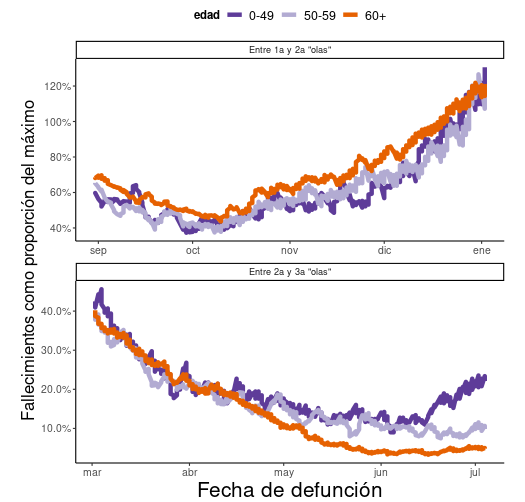 edad 0-49 50-59 60+
Entre 1a y 2a "olas"
120%
100%
80%
60%
40%
sep oct nov dic ene
Entre 2a y 3a "olas"
40.0%
30.0%
20.0%
10.0%
mar abr may jun jul
Fallecimientos como proporción del máximo
Fecha de defunción